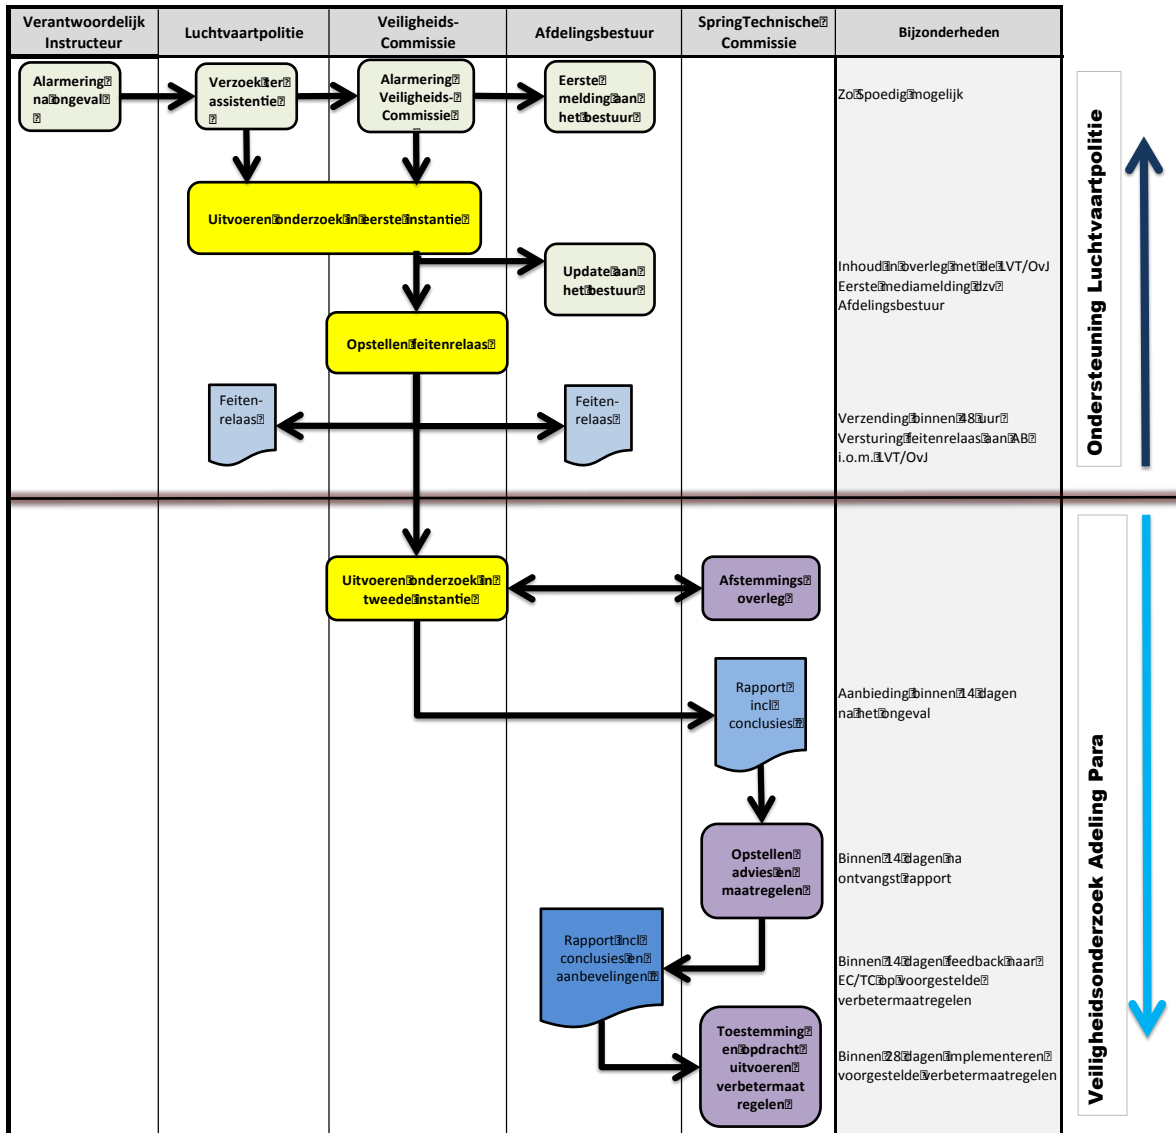 Verantwoordelijk
Instructeur
Luchtvaartpolitie
Veiligheids-
Commissie
Afdelingsbestuur
SpringTechnische
Commissie
Bijzonderheden
Alarmering
na ongeval
Verzoek ter
assistentie
Alarmering
Veiligheids-
Commissie
Eerste
melding aan
het bestuur
Zo Spoedig mogelijk
Uitvoeren onderzoek in eerste instantie
Update aan
het bestuur
Inhoud in overleg met de LVT/OvJ
Eerste mediamelding dzv
Afdelingsbestuur
Opstellen feitenrelaas
Feiten-
relaas
Feiten-
relaas
Verzending binnen 48 uur
Versturing feitenrelaas aan AB
i.o.m. LVT/OvJ
Ondersteuning Luchtvaartpolitie
Uitvoeren onderzoek in
tweede instantie
Afstemmings
overleg
Rapport
incl
conclusies
Aanbieding binnen 14 dagen
na het ongeval
Opstellen
advies en
maatregelen
Binnen 14 dagen na
ontvangst rapport
Rapport incl
conclusies en
aanbevelingen
Binnen 14 dagen feedback naar
EC/TC op voorgestelde
verbetermaatregelen
Toestemming
en opdracht
uitvoeren
verbetermaat
regelen
Binnen 28 dagen implementeren
voorgestelde verbetermaatregelen
Veiligheidsonderzoek Adeling Para